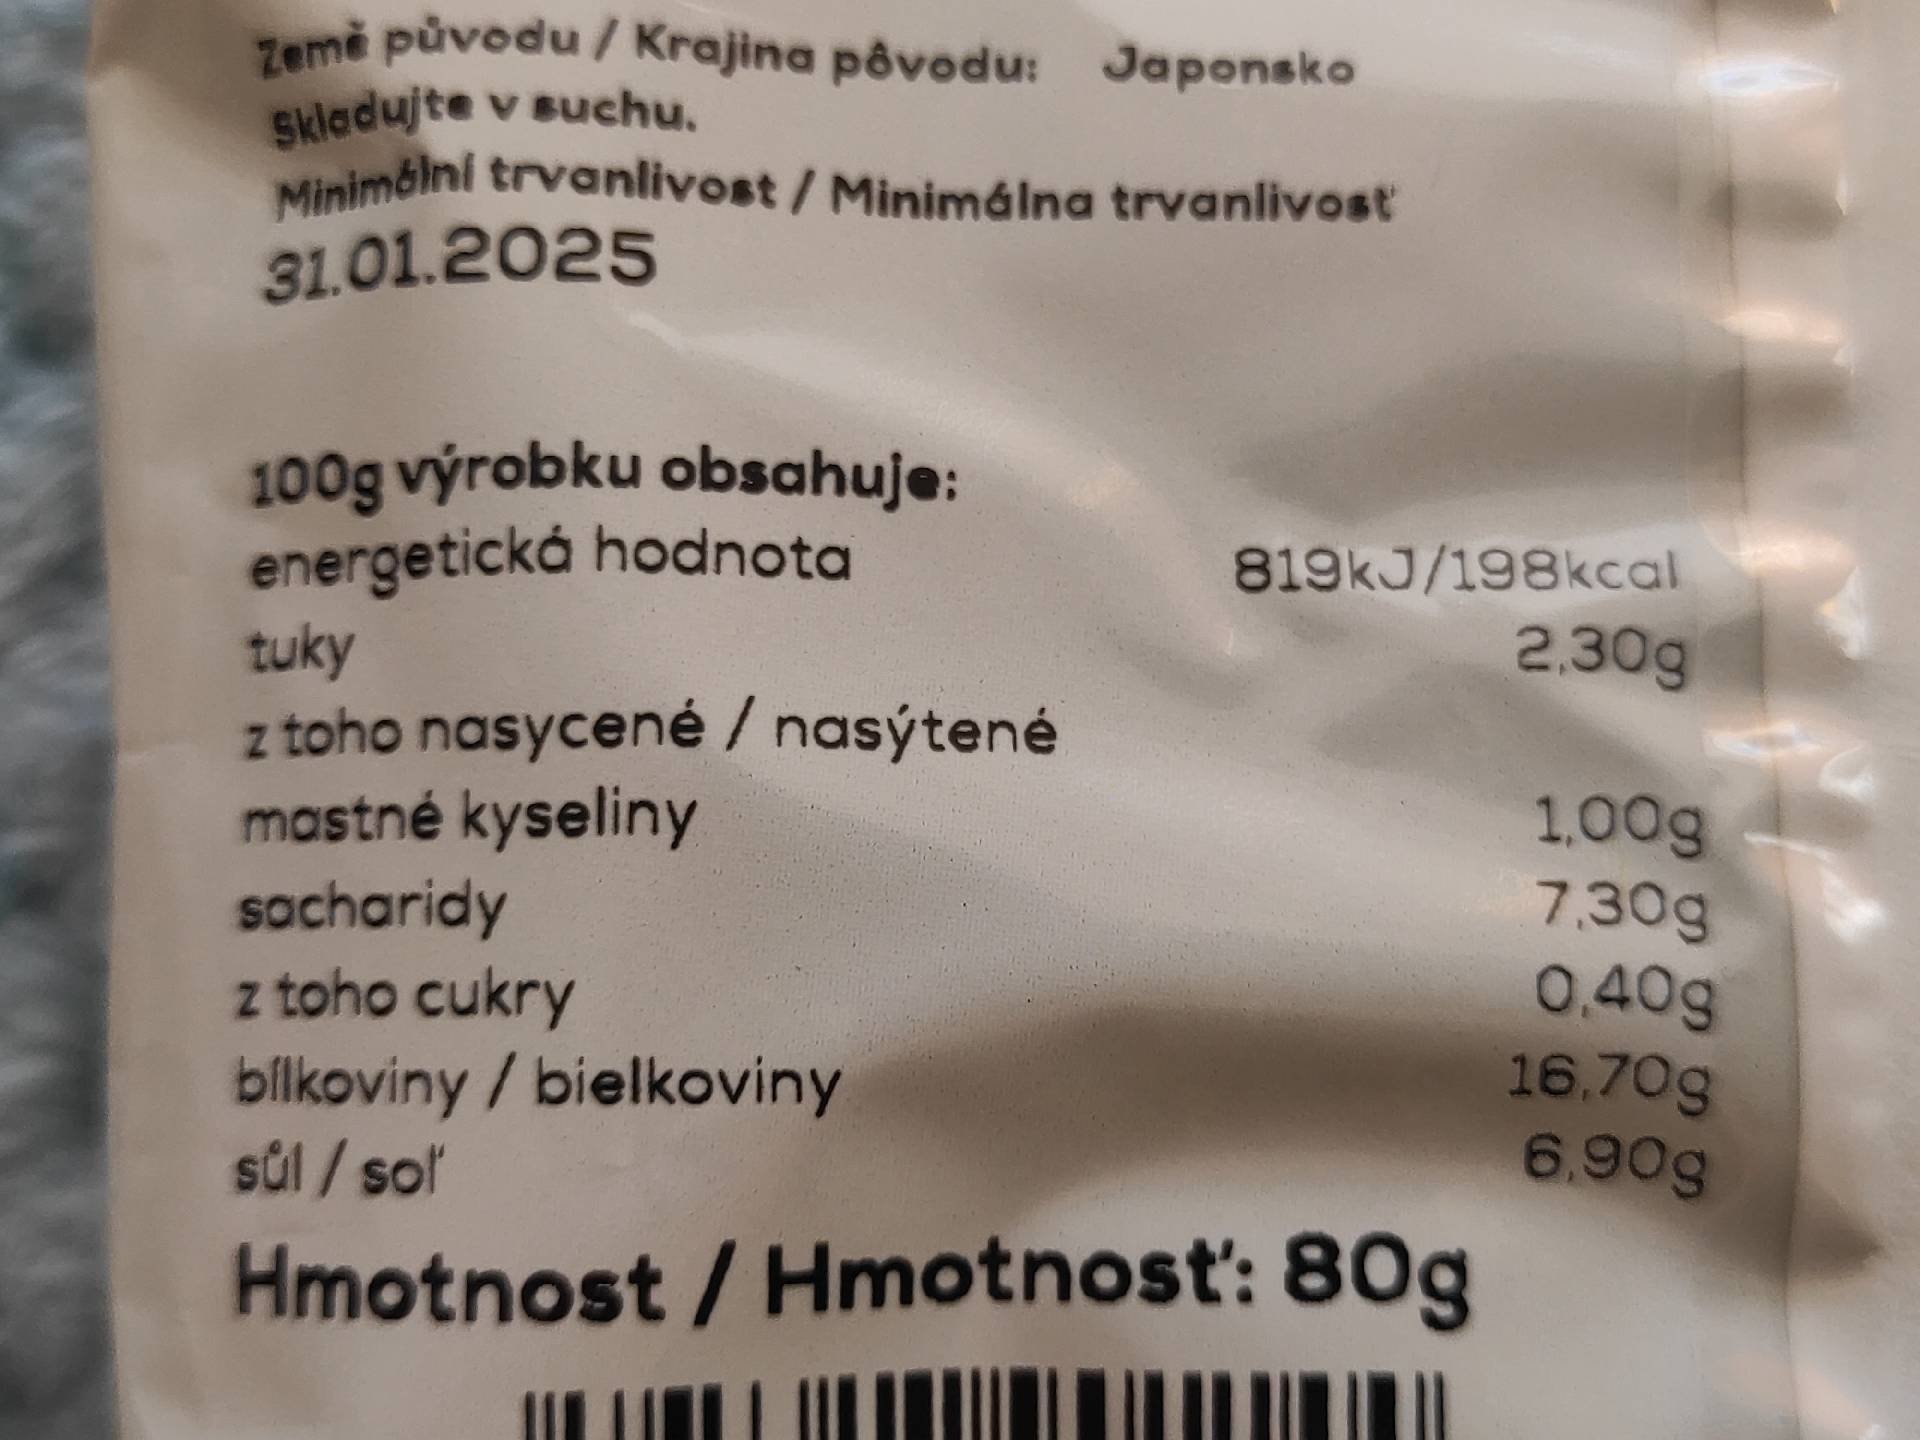 Země původu / Krajina pôvodu: Japonsko
Skladujte v suchu.
Minimální trvanlivost / Minimálna trvanlivosť
31.01.2025
100g výrobku obsahuje:
energetická hodnota 819kJ/198kcal
tuky 2,30g
z toho nasycené / nasýtené
mastné kyseliny 1,00g
sacharidy 7,30g
z toho cukry 0,40g
bílkoviny / bielkoviny 16,70g
sůl / soľ 6,90g
Hmotnost / Hmotnosť: 80g